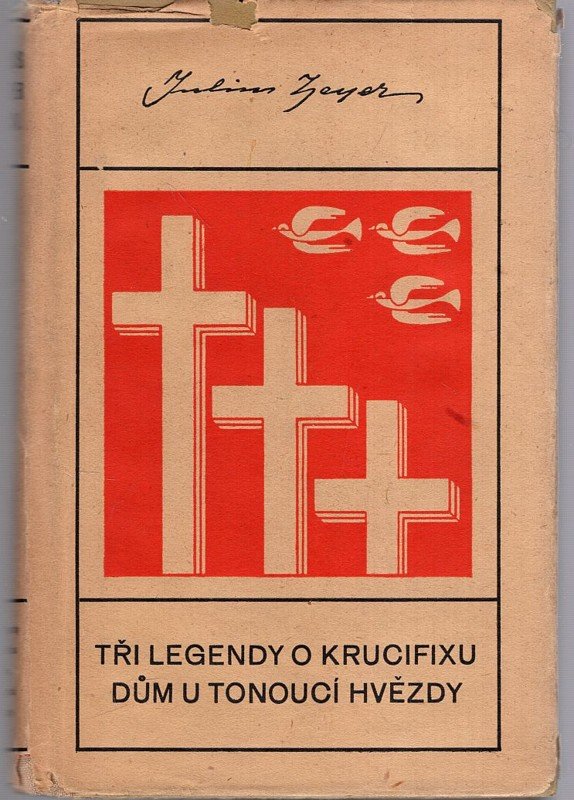 Julius Zeyer
TŘI LEGENDY O KRUCIFIXU
DŮM U TONOUCÍ HVĚZDY